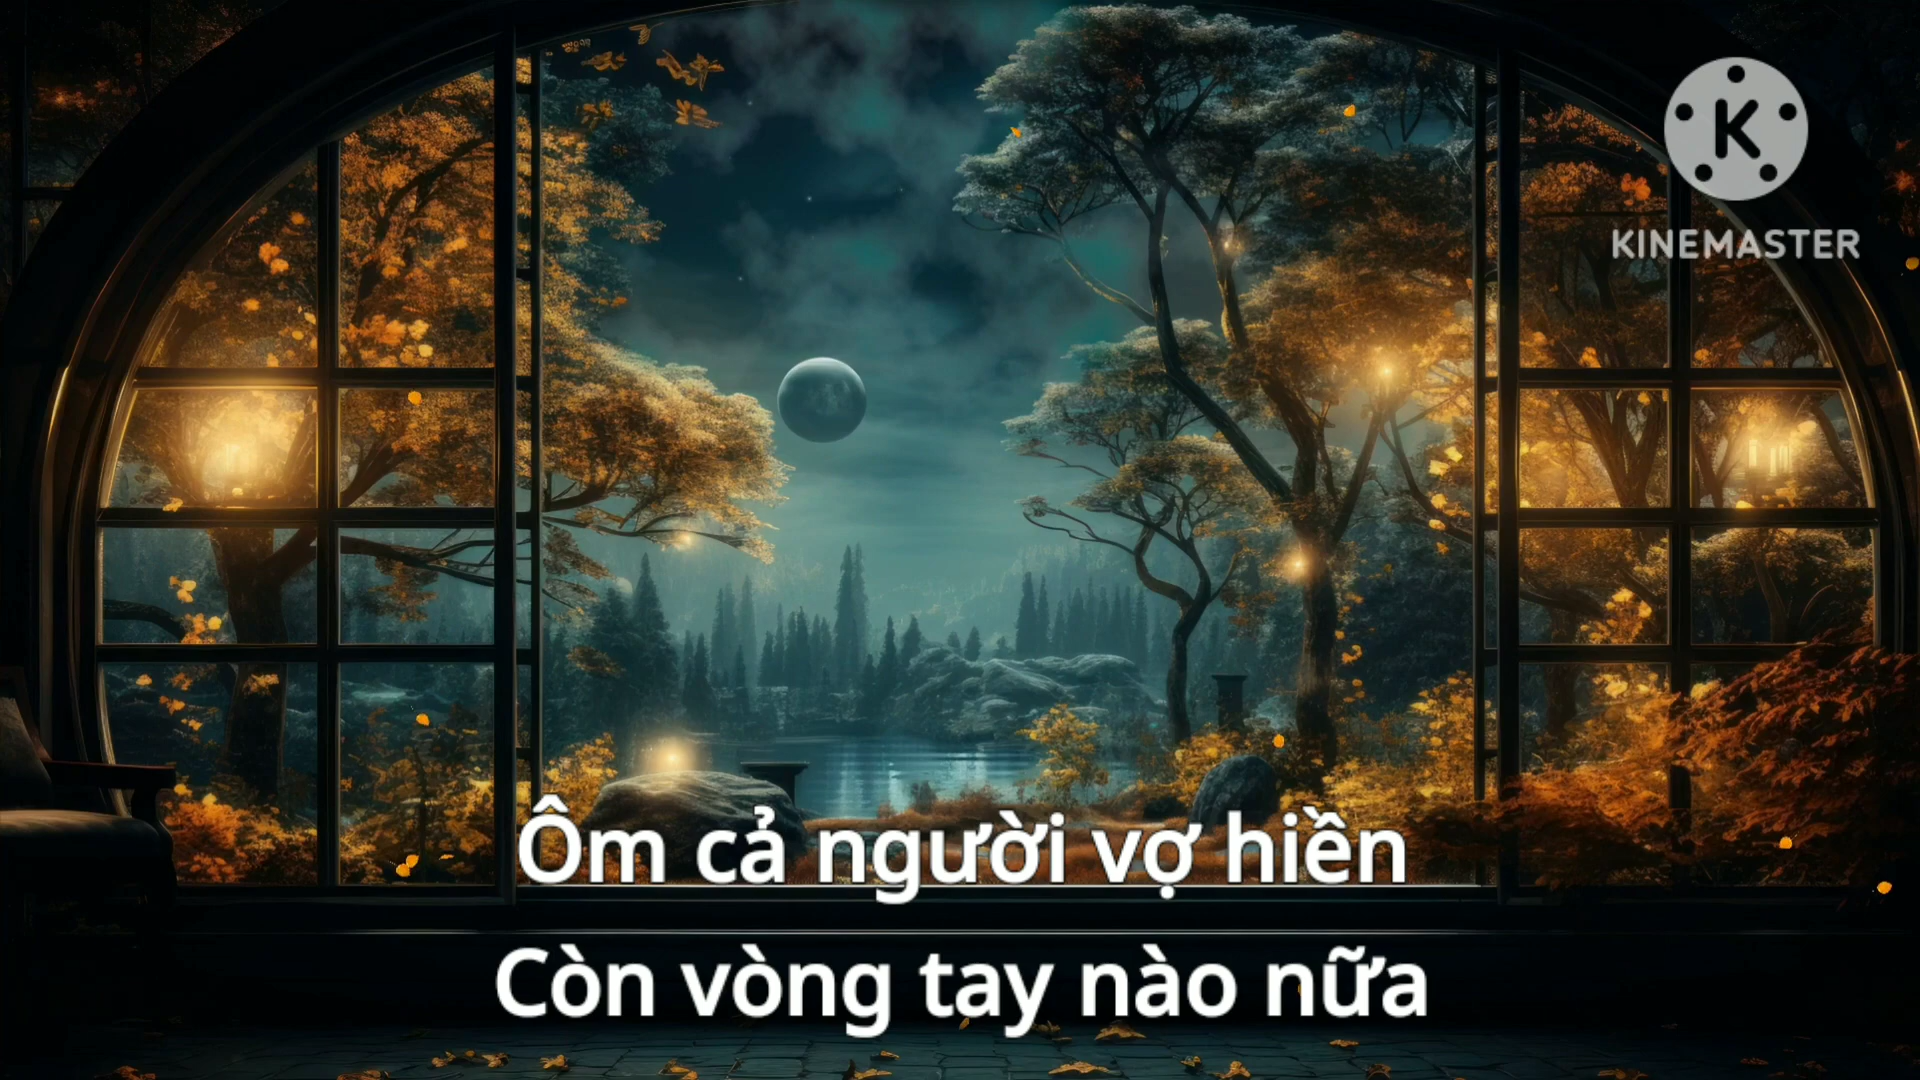 K
KINEMASTER
Ôm cả người vợ hiền
Còn vòng tay nào nữa